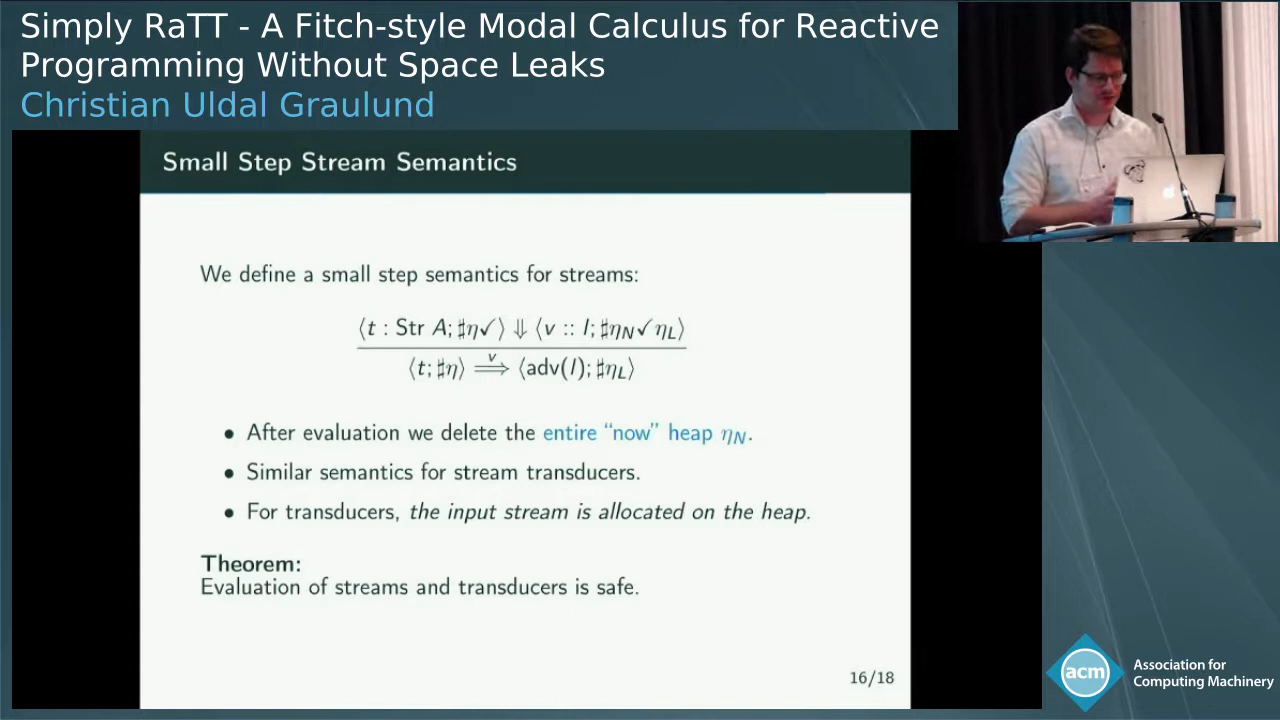 Simply RaTT - A Fitch-style Modal Calculus for Reactive
Programming Without Space Leaks
Christian Uldal Graulund
Small Step Stream Semantics
We define a small step semantics for streams:
⟨t : Str A; ♯η✓⟩ ⇓ ⟨v :: l; ♯η_N✓η_L⟩
⟨t; ♯η⟩ ⟹^v ⟨adv(l); ♯η_L⟩
• After evaluation we delete the entire “now” heap η_N.
• Similar semantics for stream transducers.
• For transducers, the input stream is allocated on the heap.
Theorem:
Evaluation of streams and transducers is safe.
16/18
acm
Association for
Computing Machinery